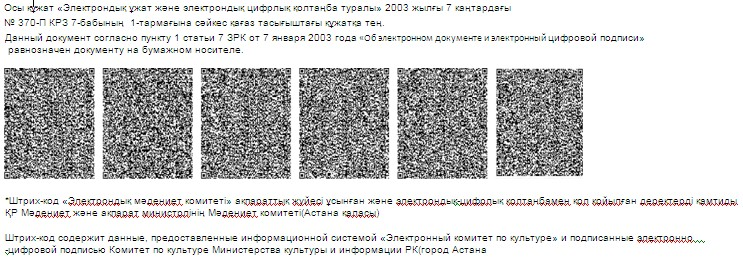 Осы құжат «Электрондық құжат және электрондық цифрлық қолтаңба туралы» 2003 жылғы 7 қаңтардағы
№ 370-П КРЗ 7-бабының 1-тармағына сәйкес қағаз тасығыштағы құжатқа тең.
Данный документ согласно пункту 1 статьи 7 ЗРК от 7 января 2003 года «Об электронном документе и электронный цифровой подписи»
равнозначен документу на бумажном носителе.
*Штрих-код «Электрондық мәдениет комитеті» ақпараттық жүйесі ұсынған және электрондық-цифрлық қолтаңбамен қол қойылған деректерді қамтиды
ҚР Мәдениет және ақпарат министрлінің Мәдениет комитеті(Астана қаласы)
Штрих-код содержит данные, предоставленные информационной системой «Электронный комитет по культуре» и подписанные электронно
-цифровой подписью Комитет по культуре Министерства культуры и информации РК(город Астана